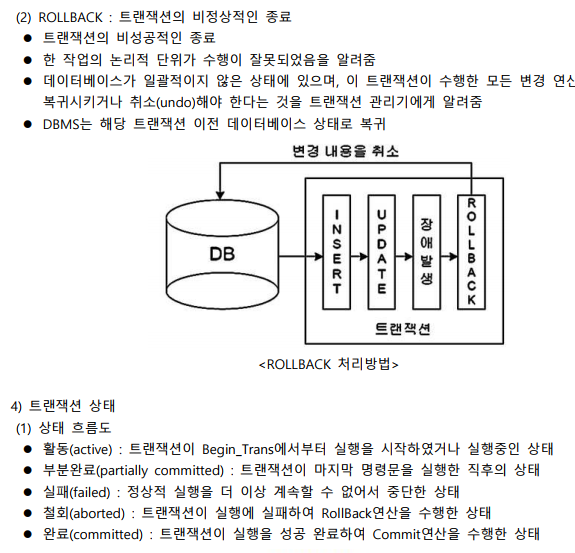 (2) ROLLBACK : 트랜잭션의 비정상적인 종료
● 트랜잭션의 비성공적인 종료
● 한 작업의 논리적 단위가 수행이 잘못되었음을 알려줌
● 데이터베이스가 일괄적이지 않은 상태에 있으며, 이 트랜잭션이 수행한 모든 변경 연산
복귀시키거나 취소(undo)해야 한다는 것을 트랜잭션 관리기에게 알려줌
● DBMS는 해당 트랜잭션 이전 데이터베이스 상태로 복귀
변경 내용을 취소
DB
INSERT
UPDATE
장애발생
ROLLBACK
트랜잭션
<ROLLBACK 처리방법>
4) 트랜잭션 상태
(1) 상태 흐름도
● 활동(active) : 트랜잭션이 Begin_Trans에서부터 실행을 시작하였거나 실행중인 상태
● 부분완료(partially committed) : 트랜잭션이 마지막 명령문을 실행한 직후의 상태
● 실패(failed) : 정상적 실행을 더 이상 계속할 수 없어서 중단한 상태
● 철회(aborted) : 트랜잭션이 실행에 실패하여 RollBack연산을 수행한 상태
● 완료(committed) : 트랜잭션이 실행을 성공 완료하여 Commit연산을 수행한 상태